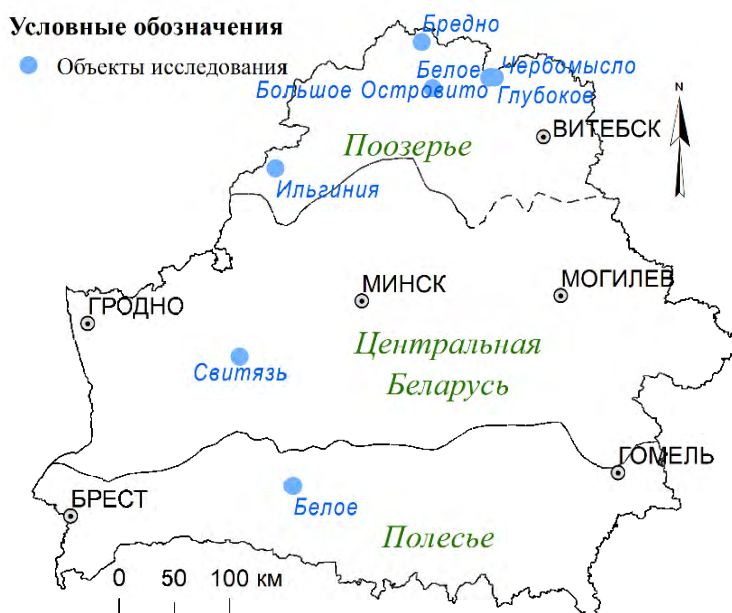 Условные обозначения
Объекты исследования
Бредно
Белое
Чербомысло
Большое Островито
Глубокое
ВИТЕБСК
Поозерье
Ильгиния
N
МИНСК
МОГИЛЕВ
ГРОДНО
Центральная
Беларусь
Свитязь
ГОМЕЛЬ
БРЕСТ
Белое
Полесье
0 50 100 км